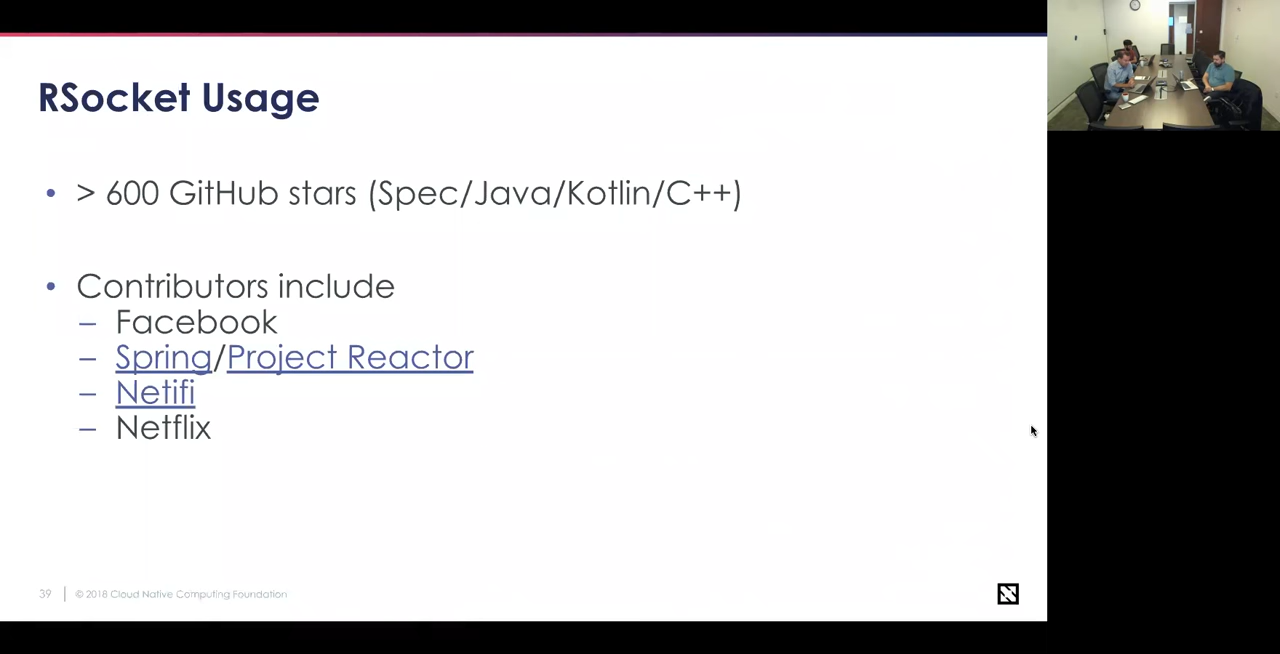 RSocket Usage
• > 600 GitHub stars (Spec/Java/Kotlin/C++)
• Contributors include
– Facebook
– Spring/Project Reactor
– Netifi
– Netflix
39 | © 2018 Cloud Native Computing Foundation